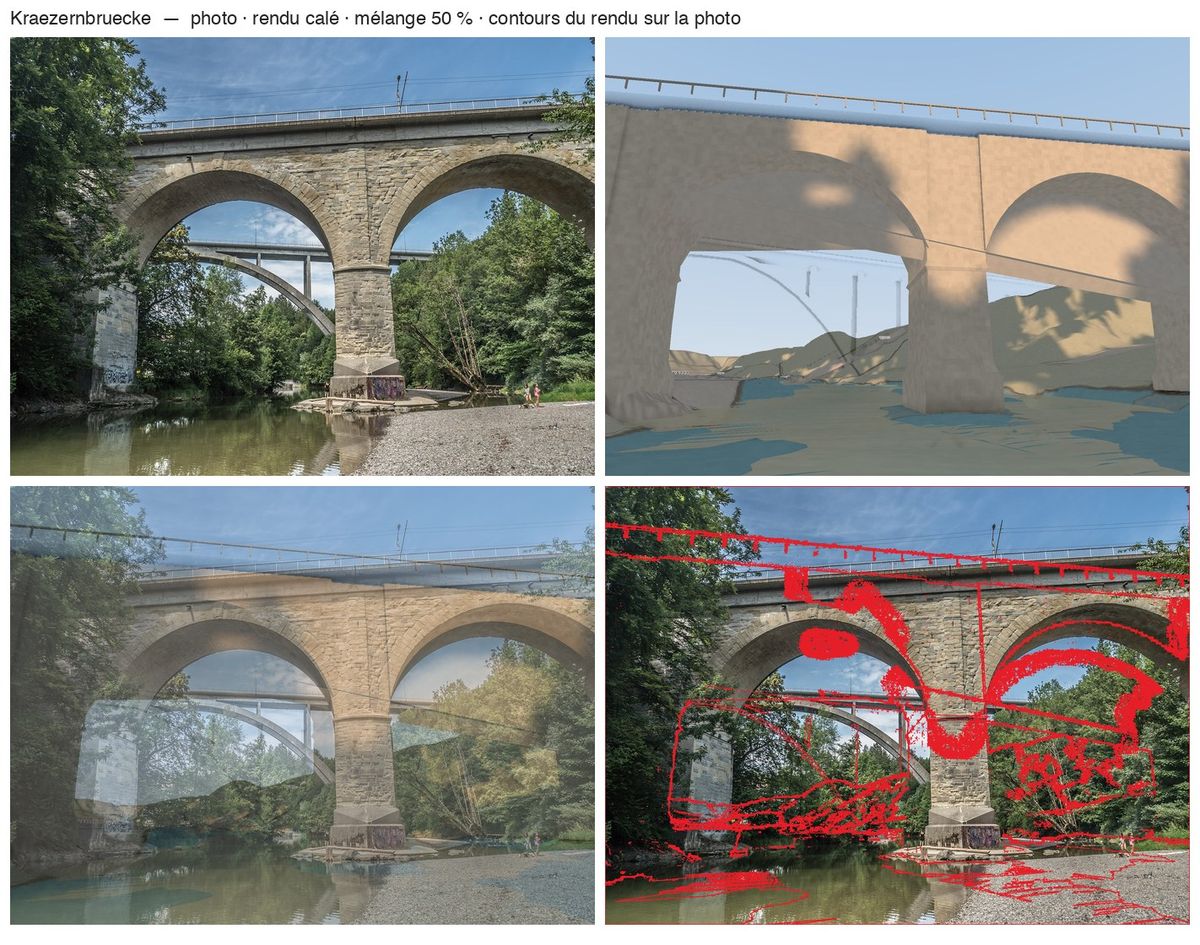 Kraezernbruecke — photo · rendu calé · mélange 50 % · contours du rendu sur la photo